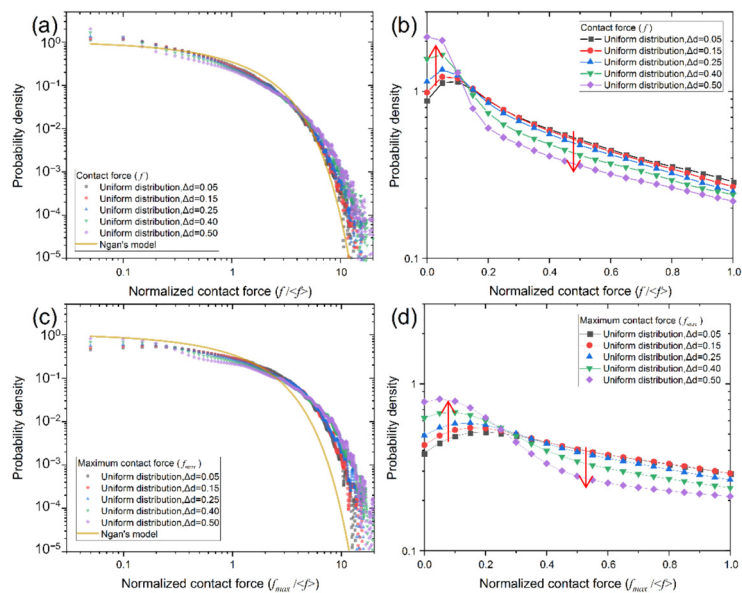 (a)
10¹
10⁰
10⁻¹
10⁻²
10⁻³
10⁻⁴
10⁻⁵
Probability density
Contact force (f)
Uniform distribution,Δd=0.05
Uniform distribution,Δd=0.15
Uniform distribution,Δd=0.25
Uniform distribution,Δd=0.40
Uniform distribution,Δd=0.50
Ngan's model
0.1 1 10
Normalized contact force (f/<f>)
(b)
Contact force (f)
Uniform distribution,Δd=0.05
Uniform distribution,Δd=0.15
Uniform distribution,Δd=0.25
Uniform distribution,Δd=0.40
Uniform distribution,Δd=0.50
1
0.1
Probability density
0.0 0.2 0.4 0.6 0.8 1.0
Normalized contact force (f/<f>)
(c)
10¹
10⁰
10⁻¹
10⁻²
10⁻³
10⁻⁴
10⁻⁵
Probability density
Maximum contact force (fmax)
Uniform distribution,Δd=0.05
Uniform distribution,Δd=0.15
Uniform distribution,Δd=0.25
Uniform distribution,Δd=0.40
Uniform distribution,Δd=0.50
Ngan's model
0.1 1 10
Normalized contact force (fmax/<f>)
(d)
Maximum contact force (fmax)
Uniform distribution,Δd=0.05
Uniform distribution,Δd=0.15
Uniform distribution,Δd=0.25
Uniform distribution,Δd=0.40
Uniform distribution,Δd=0.50
1
0.1
Probability density
0.0 0.2 0.4 0.6 0.8 1.0
Normalized contact force (fmax/<f>)